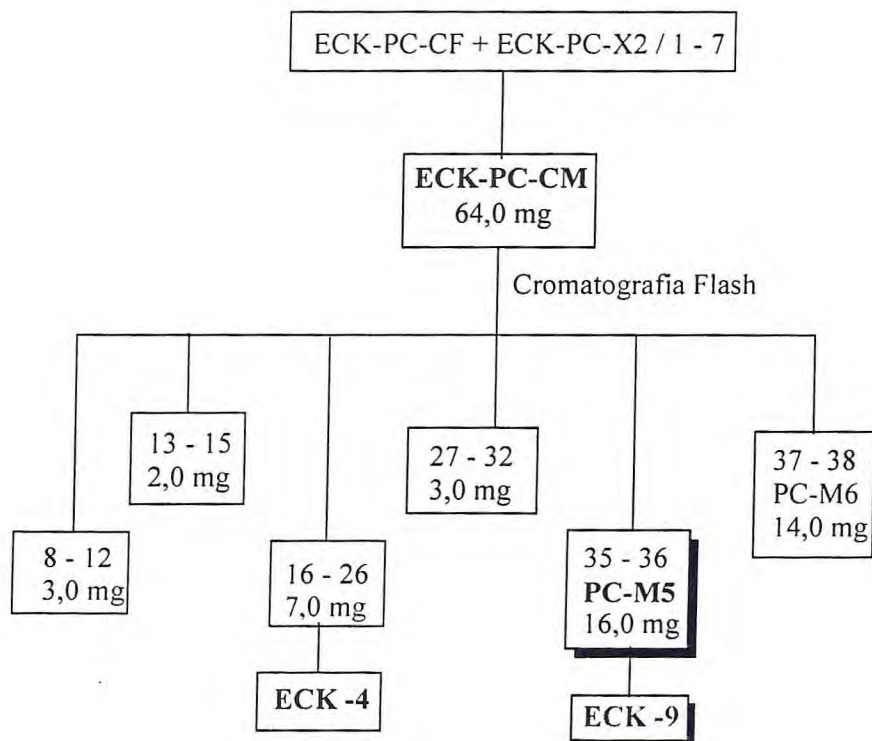 ECK-PC-CF + ECK-PC-X2 / 1 - 7
ECK-PC-CM
64,0 mg
Cromatografia Flash
8 - 12
3,0 mg
13 - 15
2,0 mg
16 - 26
7,0 mg
ECK -4
27 - 32
3,0 mg
35 - 36
PC-M5
16,0 mg
ECK -9
37 - 38
PC-M6
14,0 mg